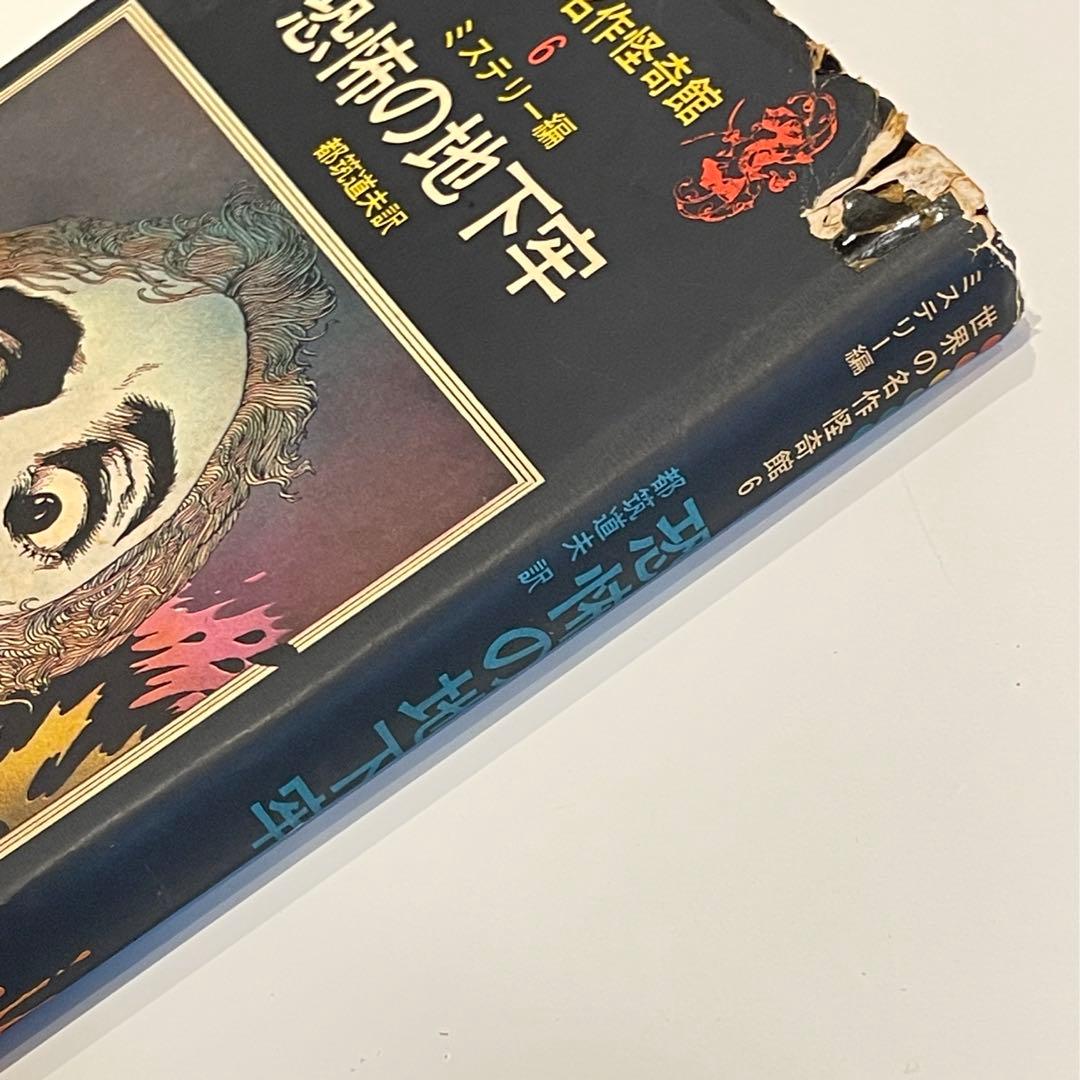 名作怪奇館
6
ミステリー編
恐怖の地下牢
都筑道夫訳
世界の名作怪奇館6
ミステリー編
恐怖の地下牢
都筑道夫 訳